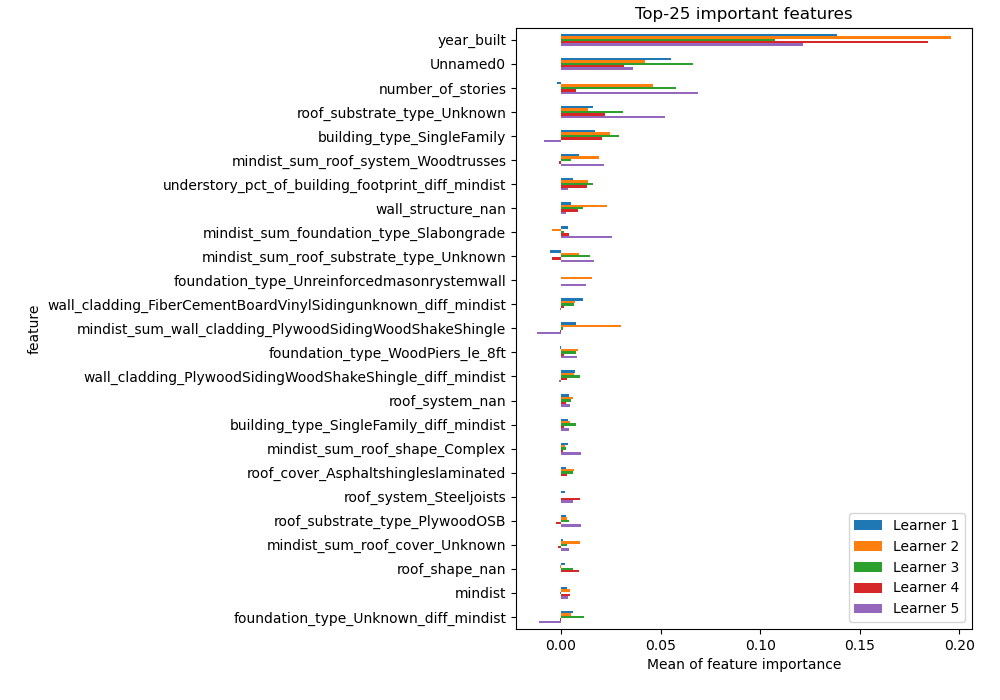 Top-25 important features
year_built
Unnamed0
number_of_stories
roof_substrate_type_Unknown
building_type_SingleFamily
mindist_sum_roof_system_Woodtrusses
understory_pct_of_building_footprint_diff_mindist
wall_structure_nan
mindist_sum_foundation_type_Slabongrade
mindist_sum_roof_substrate_type_Unknown
foundation_type_Unreinforcedmasonrystemwall
wall_cladding_FiberCementBoardVinylSidingunknown_diff_mindist
mindist_sum_wall_cladding_PlywoodSidingWoodShakeShingle
foundation_type_WoodPiers_le_8ft
wall_cladding_PlywoodSidingWoodShakeShingle_diff_mindist
roof_system_nan
building_type_SingleFamily_diff_mindist
mindist_sum_roof_shape_Complex
roof_cover_Asphaltshingleslaminated
roof_system_Steeljoists
roof_substrate_type_PlywoodOSB
mindist_sum_roof_cover_Unknown
roof_shape_nan
mindist
foundation_type_Unknown_diff_mindist
feature
Learner 1
Learner 2
Learner 3
Learner 4
Learner 5
0.00 0.05 0.10 0.15 0.20
Mean of feature importance